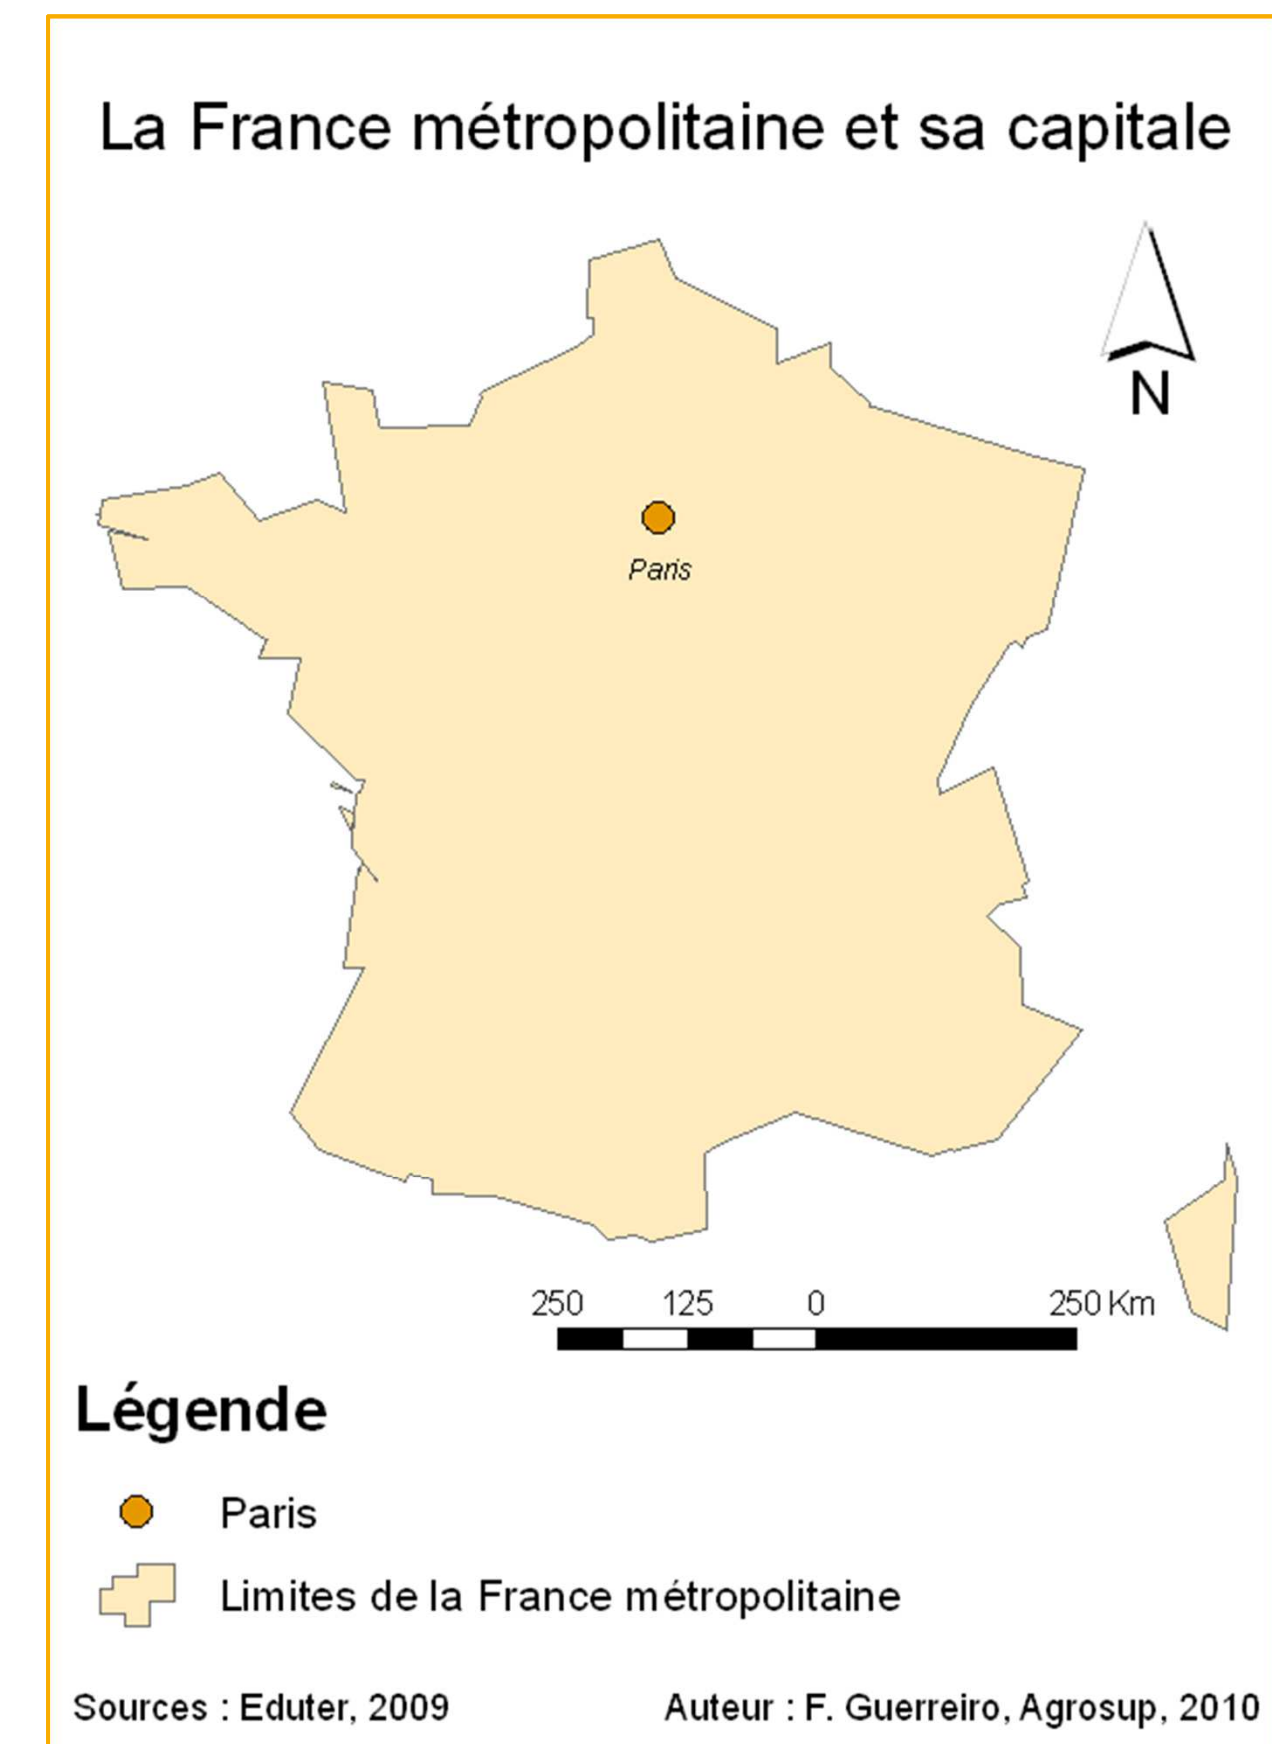 La France métropolitaine et sa capitale
N
Paris
250 125 0 250 Km
Légende
Paris
Limites de la France métropolitaine
Sources : Eduter, 2009 Auteur : F. Guerreiro, Agrosup, 2010